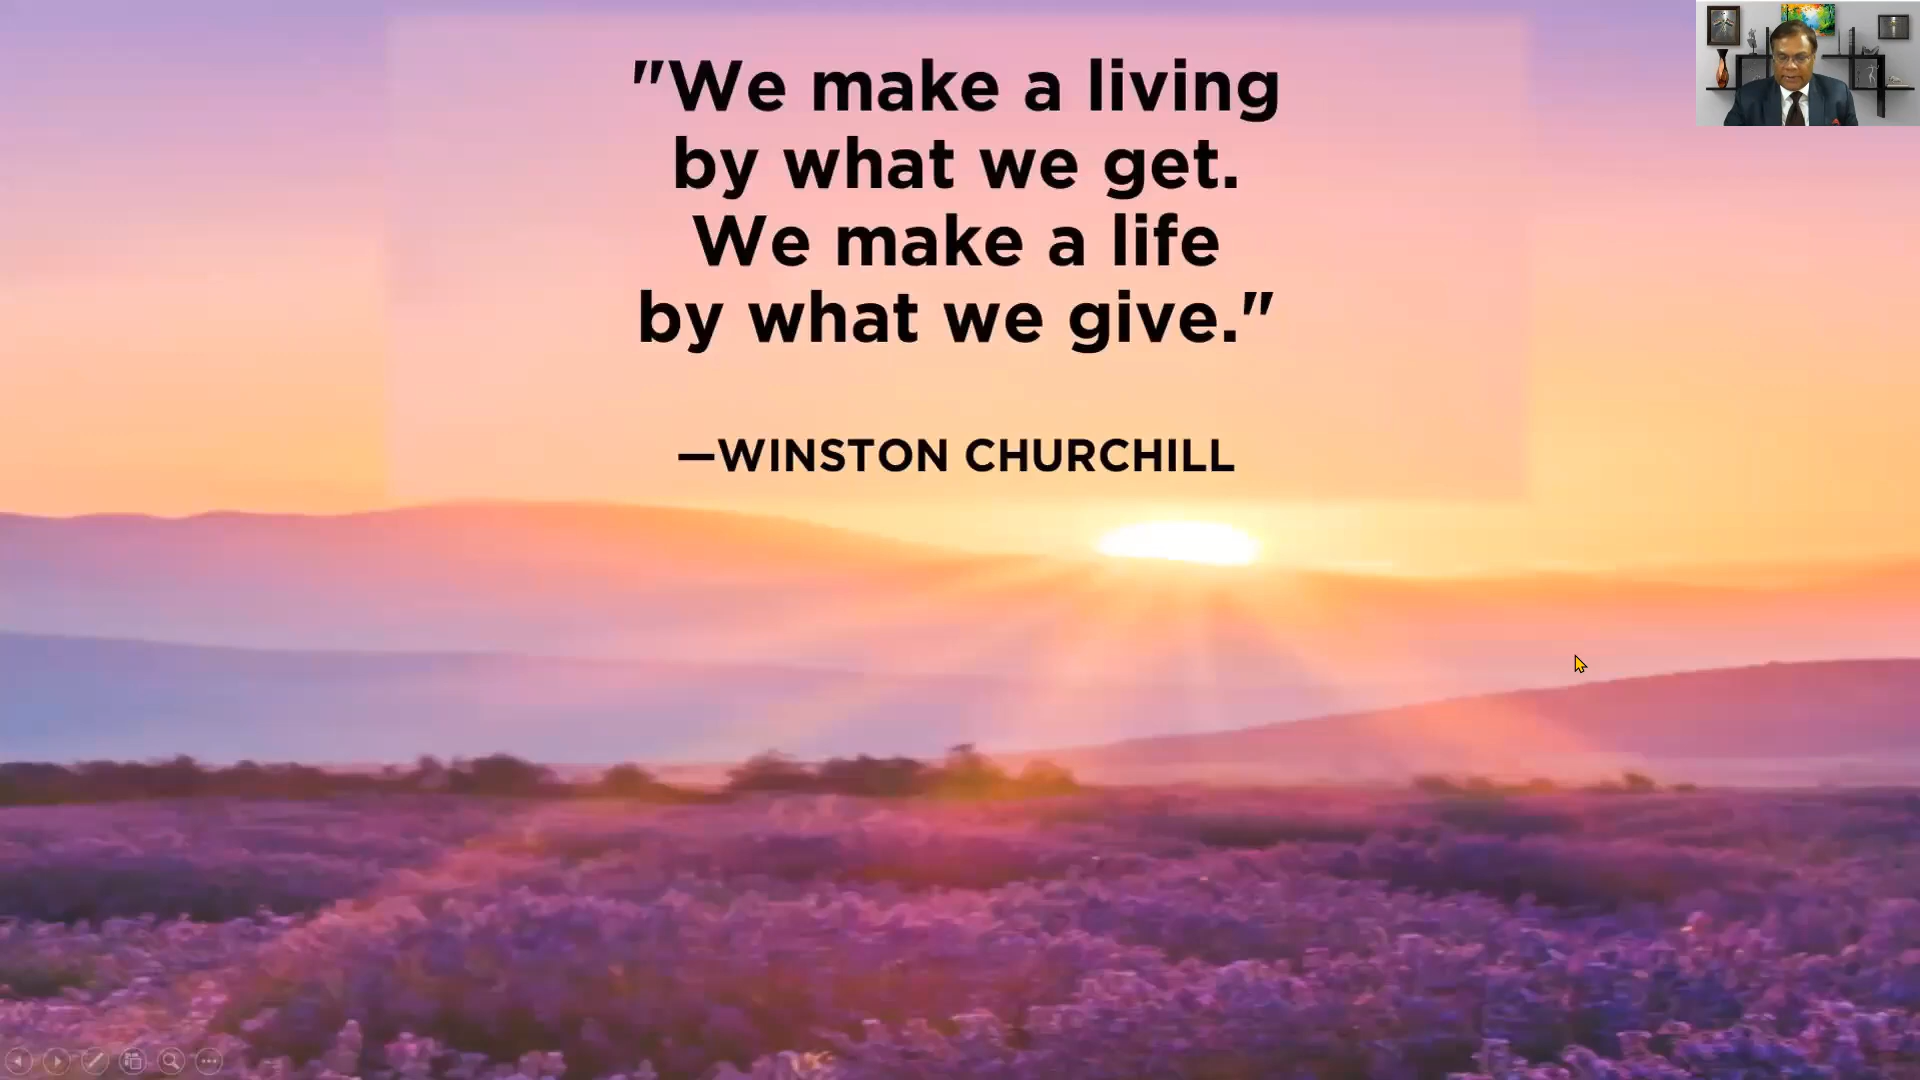 "We make a living
by what we get.
We make a life
by what we give."
—WINSTON CHURCHILL